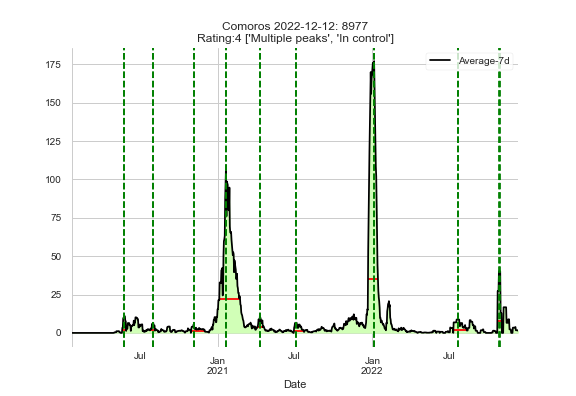 Comoros 2022-12-12: 8977
Rating:4 ['Multiple peaks', 'In control']
Average-7d
175
150
125
100
75
50
25
0
Jul
Jan
2021
Jul
Jan
2022
Jul
Date